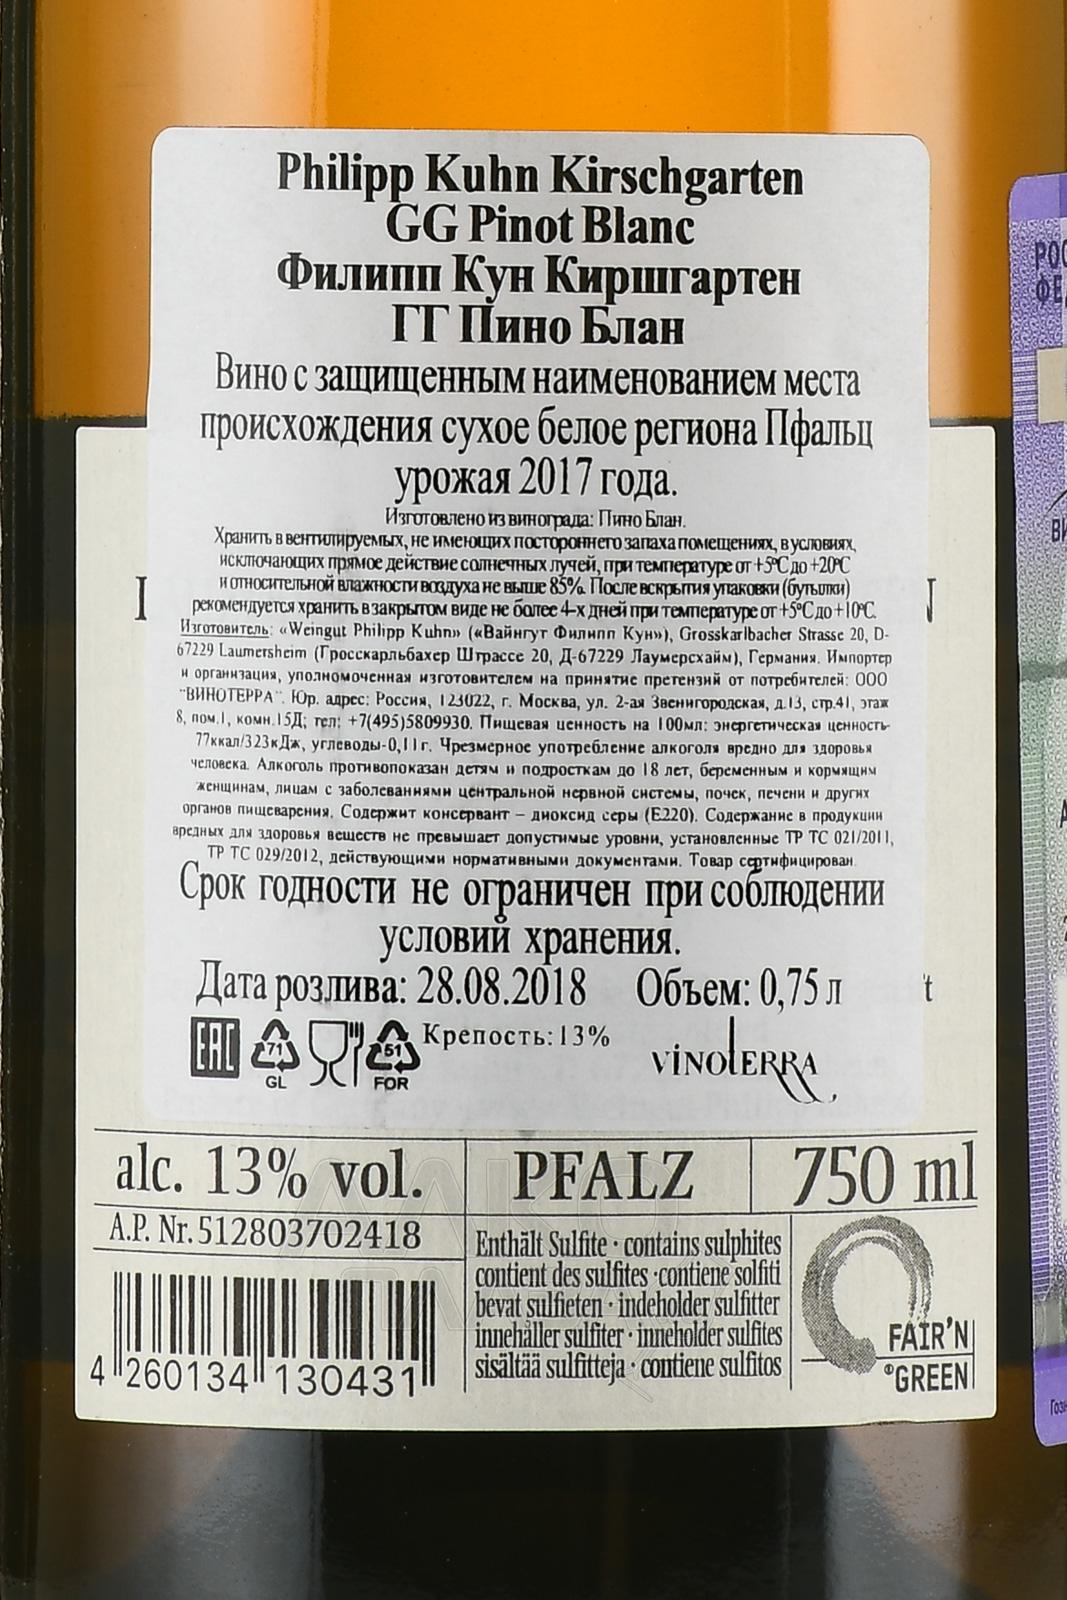 Philipp Kuhn Kirschgarten
GG Pinot Blanc
Филипп Кун Киршгартен
ГГ Пино Блан
Вино с защищенным наименованием места
происхождения сухое белое региона Пфальц
урожая 2017 года.
Изготовлено из винограда: Пино Блан.
Хранить в вентилируемых, не имеющих постороннего запаха помещениях, в условиях,
исключающих прямое действие солнечных лучей, при температуре от +5°C до +20°C
и относительной влажности воздуха не выше 85%. После вскрытия упаковки (бутылки)
рекомендуется хранить в закрытом виде не более 4-х дней при температуре от +5°C до +10°C.
Изготовитель: «Weingut Philipp Kuhn» («Вайнгут Филипп Кун»), Grosskarlbacher Strasse 20, D-
67229 Laumersheim (Гросскарльбахер Штрассе 20, Д-67229 Лаумерсхайм), Германия. Импортер
и организация, уполномоченная изготовителем на принятие претензий от потребителей: ООО
"ВИНОТЕРРА". Юр. адрес: Россия, 123022, г. Москва, ул. 2-ая Звенигородская, д.13, стр.41, этаж
8, пом.1, комн.15Д; тел: +7(495)5809930. Пищевая ценность на 100мл: энергетическая ценность-
77ккал/323кДж, углеводы-0,11г. Чрезмерное употребление алкоголя вредно для здоровья
человека. Алкоголь противопоказан детям и подросткам до 18 лет, беременным и кормящим
женщинам, лицам с заболеваниями центральной нервной системы, почек, печени и других
органов пищеварения. Содержит консервант – диоксид серы (Е220). Содержание в продукции
вредных для здоровья веществ не превышает допустимые уровни, установленные ТР ТС 021/2011,
ТР ТС 029/2012, действующими нормативными документами. Товар сертифицирован
Срок годности не ограничен при соблюдении
условий хранения.
Дата розлива: 28.08.2018 Объем: 0,75 л
EAC 71 GL 51 FOR Крепость: 13% vinoTERRA
alc. 13% vol. PFALZ 750 ml
A.P. Nr. 512803702418
Enthält Sulfite · contains sulphites
contient des sulfites · contiene solfiti
bevat sulfieten · indeholder sulfitter
innehåller sulfiter · inneholder sulfites
sisältää sulfitteja · contiene sulfitos
FAIR'N
®GREEN
4 260134 130431